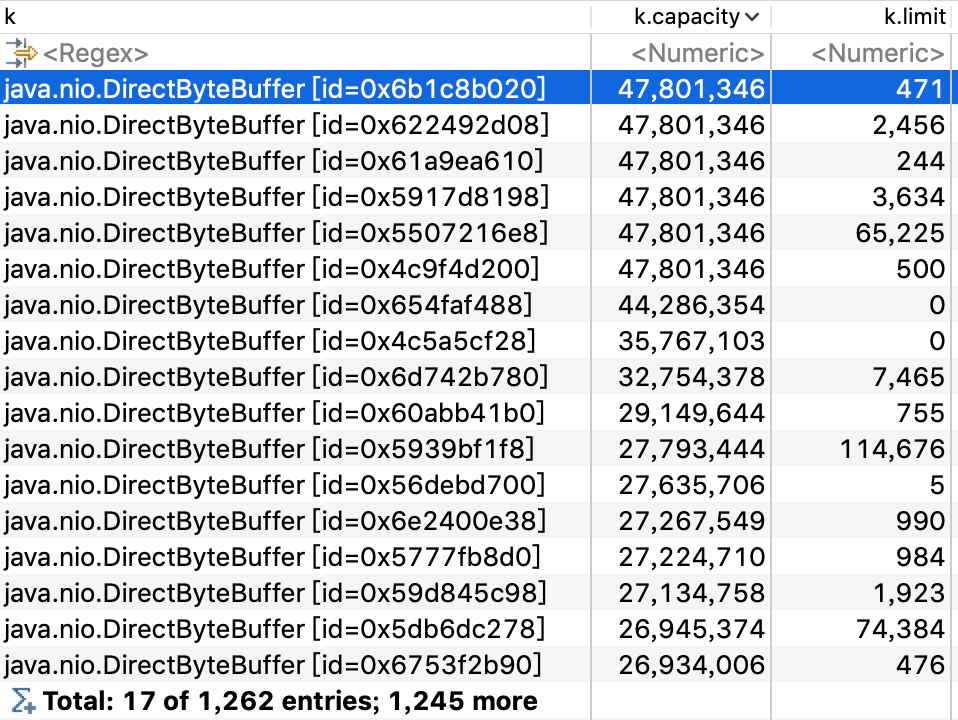 k k.capacity k.limit
<Regex> <Numeric> <Numeric>
java.nio.DirectByteBuffer [id=0x6b1c8b020] 47,801,346 471
java.nio.DirectByteBuffer [id=0x622492d08] 47,801,346 2,456
java.nio.DirectByteBuffer [id=0x61a9ea610] 47,801,346 244
java.nio.DirectByteBuffer [id=0x5917d8198] 47,801,346 3,634
java.nio.DirectByteBuffer [id=0x5507216e8] 47,801,346 65,225
java.nio.DirectByteBuffer [id=0x4c9f4d200] 47,801,346 500
java.nio.DirectByteBuffer [id=0x654faf488] 44,286,354 0
java.nio.DirectByteBuffer [id=0x4c5a5cf28] 35,767,103 0
java.nio.DirectByteBuffer [id=0x6d742b780] 32,754,378 7,465
java.nio.DirectByteBuffer [id=0x60abb41b0] 29,149,644 755
java.nio.DirectByteBuffer [id=0x5939bf1f8] 27,793,444 114,676
java.nio.DirectByteBuffer [id=0x56debd700] 27,635,706 5
java.nio.DirectByteBuffer [id=0x6e2400e38] 27,267,549 990
java.nio.DirectByteBuffer [id=0x5777fb8d0] 27,224,710 984
java.nio.DirectByteBuffer [id=0x59d845c98] 27,134,758 1,923
java.nio.DirectByteBuffer [id=0x5db6dc278] 26,945,374 74,384
java.nio.DirectByteBuffer [id=0x6753f2b90] 26,934,006 476
Total: 17 of 1,262 entries; 1,245 more